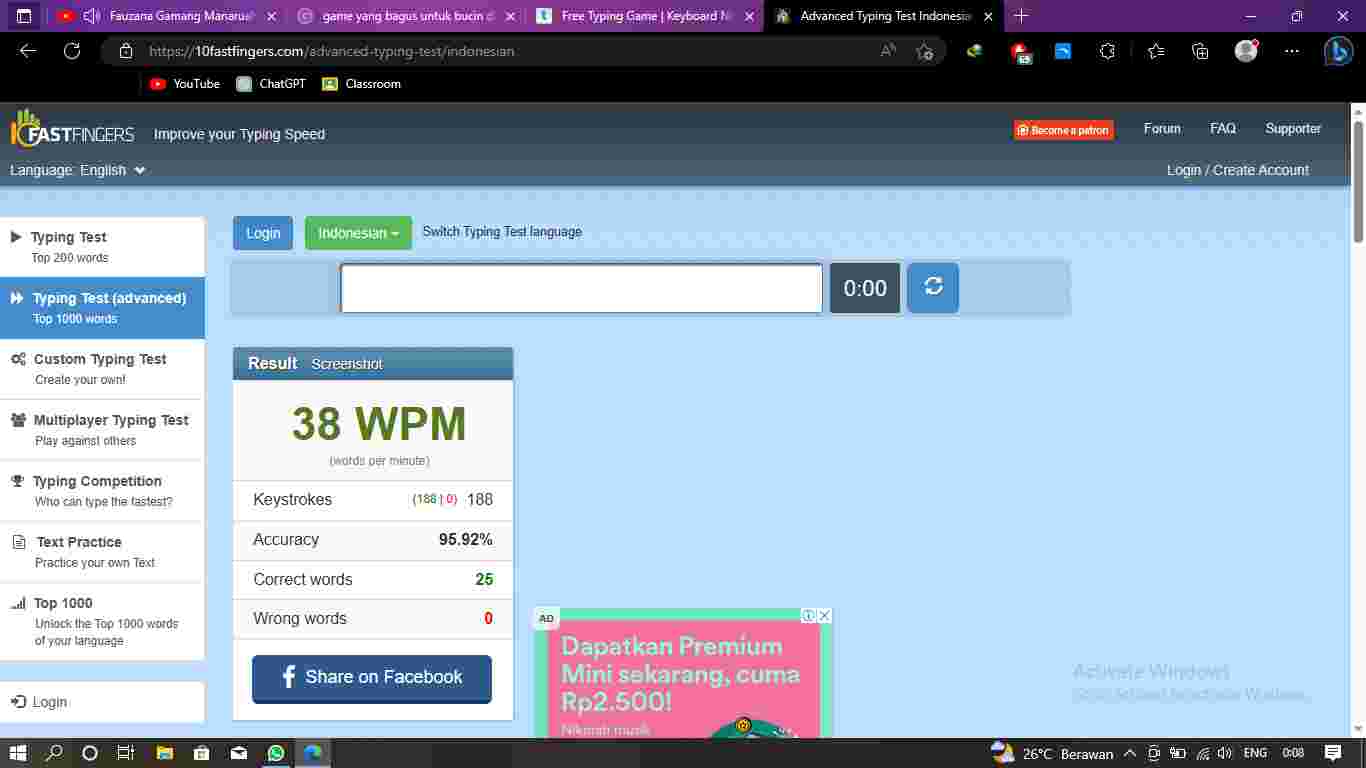 Fauzana Gamang Manarua
game yang bagus untuk bucin d
Free Typing Game | Keyboard N
Advanced Typing Test Indonesia
https://10fastfingers.com/advanced-typing-test/indonesian
YouTube
ChatGPT
Classroom
10FASTFINGERS
Improve your Typing Speed
Become a patron
Forum
FAQ
Supporter
Language: English
Login / Create Account
Typing Test
Top 200 words
Typing Test (advanced)
Top 1000 words
Custom Typing Test
Create your own!
Multiplayer Typing Test
Play against others
Typing Competition
Who can type the fastest?
Text Practice
Practice your own Text
Top 1000
Unlock the Top 1000 words
of your language
Login
Login
Indonesian
Switch Typing Test language
0:00
Result Screenshot
38 WPM
(words per minute)
Keystrokes (188 | 0) 188
Accuracy 95.92%
Correct words 25
Wrong words 0
Share on Facebook
AD
Dapatkan Premium
Mini sekarang, cuma
Rp2.500!
Nikmati musik
Activate Windows
Go to Settings to activate Windows.
26°C Berawan
ENG
0:08